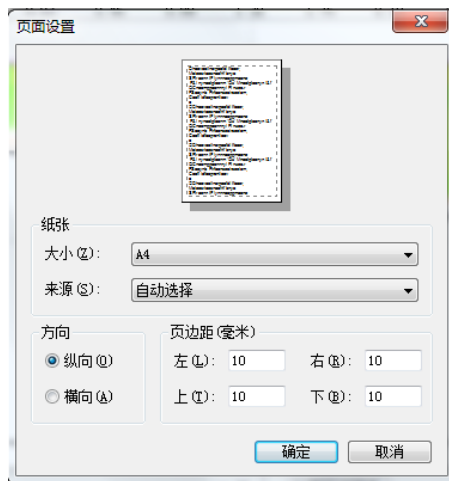 页面设置
纸张
大小(Z):
A4
来源(S):
自动选择
方向
纵向(O)
横向(A)
页边距(毫米)
左(L): 10 右(R): 10
上(T): 10 下(B): 10
确定 取消